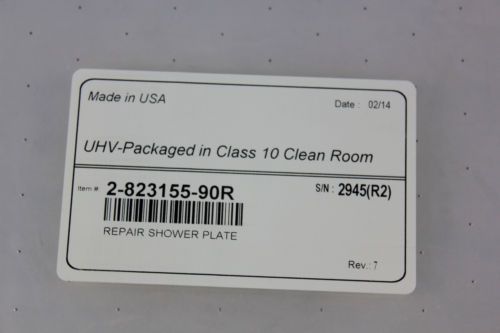 Made in USA
Date : 02/14
UHV-Packaged in Class 10 Clean Room
Item #: 2-823155-90R
S/N : 2945(R2)
REPAIR SHOWER PLATE
Rev.: 7